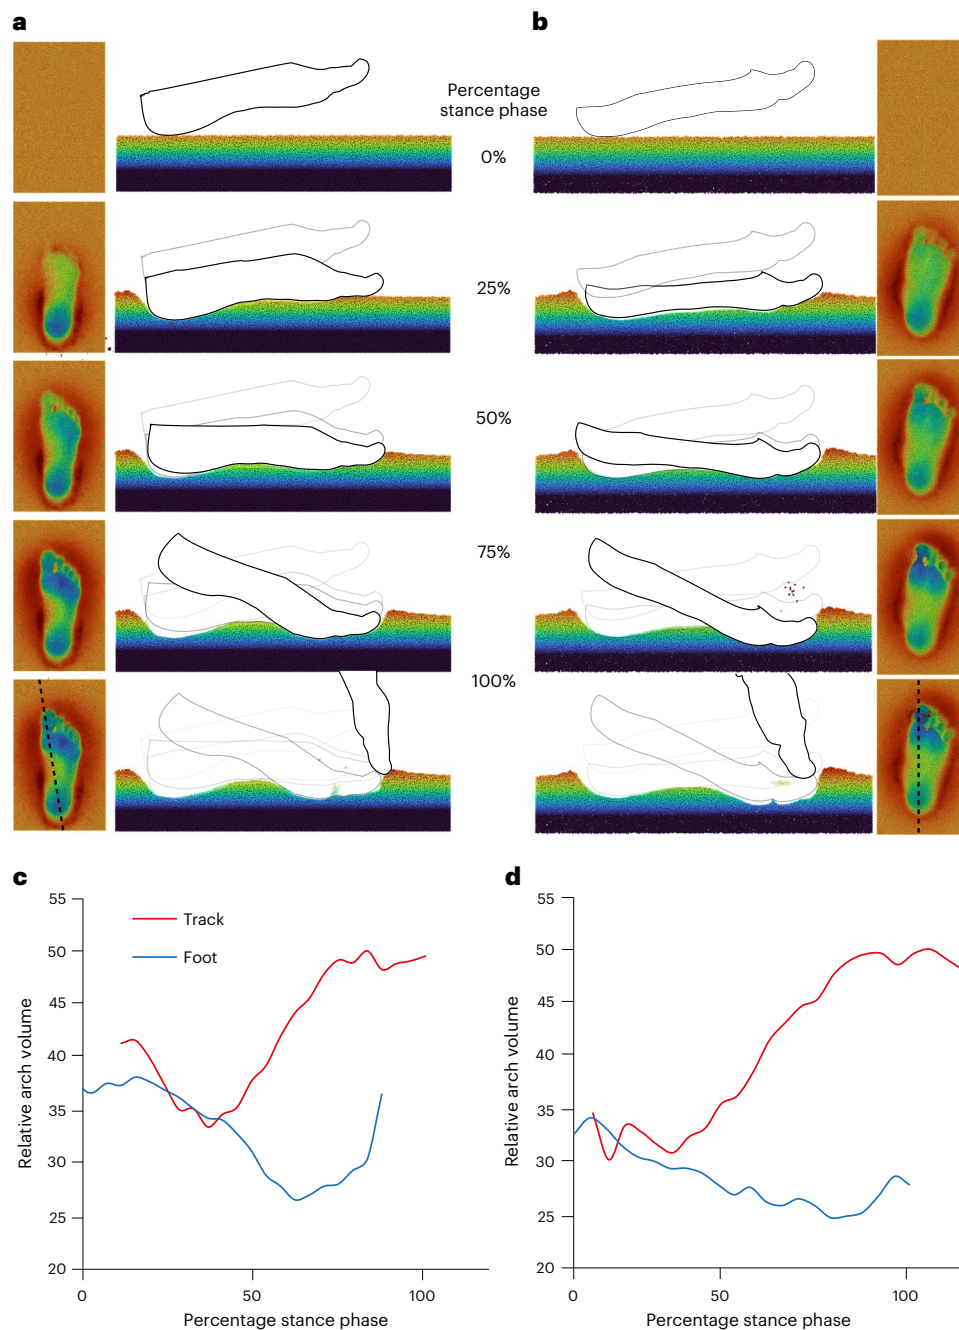 a
b
Percentage
stance phase
0%
25%
50%
75%
100%
c
d
55
50
45
40
35
30
25
20
Relative arch volume
Track
Foot
0
50
100
Percentage stance phase
55
50
45
40
35
30
25
20
Relative arch volume
0
50
100
Percentage stance phase